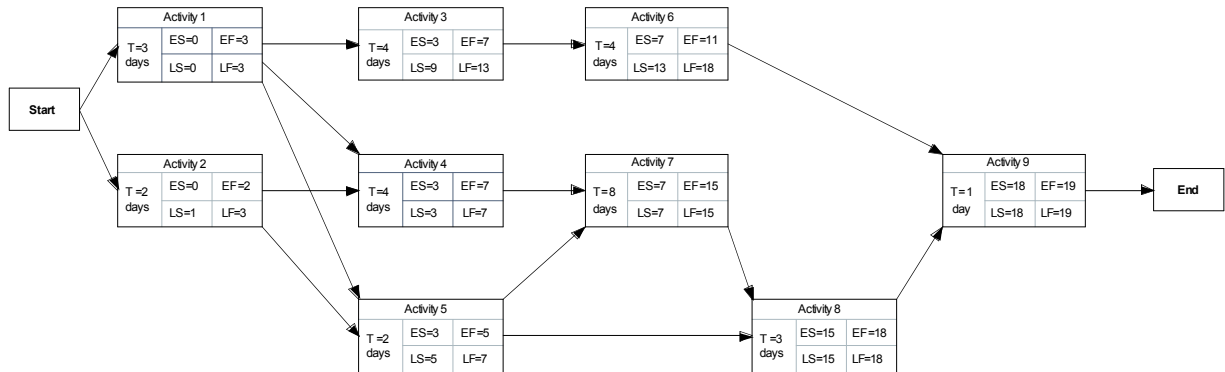 Start
Activity 1
T=3 days
ES=0 EF=3
LS=0 LF=3
Activity 3
T=4 days
ES=3 EF=7
LS=9 LF=13
Activity 6
T=4 days
ES=7 EF=11
LS=13 LF=18
Activity 2
T=2 days
ES=0 EF=2
LS=1 LF=3
Activity 4
T=4 days
ES=3 EF=7
LS=3 LF=7
Activity 7
T=8 days
ES=7 EF=15
LS=7 LF=15
Activity 9
T=1 day
ES=18 EF=19
LS=18 LF=19
End
Activity 5
T=2 days
ES=3 EF=5
LS=5 LF=7
Activity 8
T=3 days
ES=15 EF=18
LS=15 LF=18